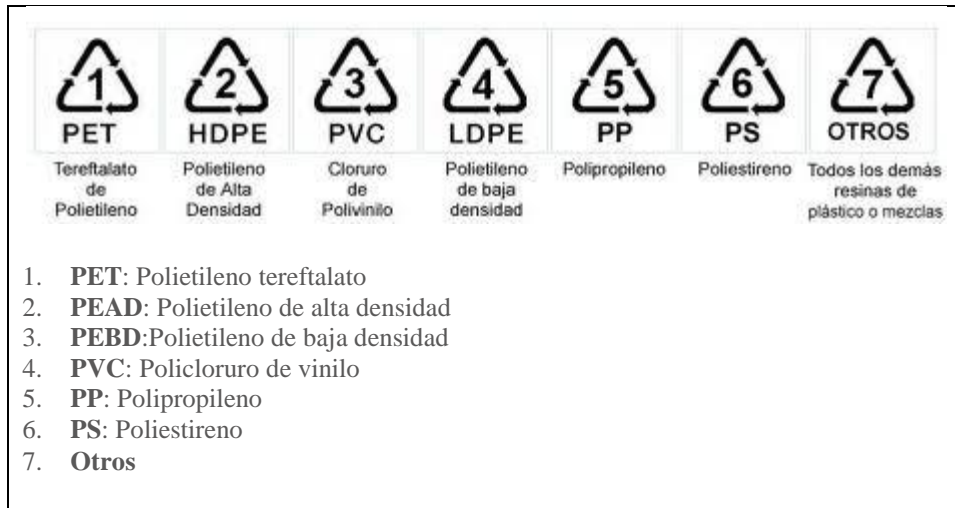 1 2 3 4 5 6 7
PET HDPE PVC LDPE PP PS OTROS
Tereftalato de Polietileno
Polietileno de Alta Densidad
Cloruro de Polivinilo
Polietileno de baja densidad
Polipropileno
Poliestireno
Todos los demás resinas de plástico o mezclas
1. PET: Polietileno tereftalato
2. PEAD: Polietileno de alta densidad
3. PEBD:Polietileno de baja densidad
4. PVC: Policloruro de vinilo
5. PP: Polipropileno
6. PS: Poliestireno
7. Otros